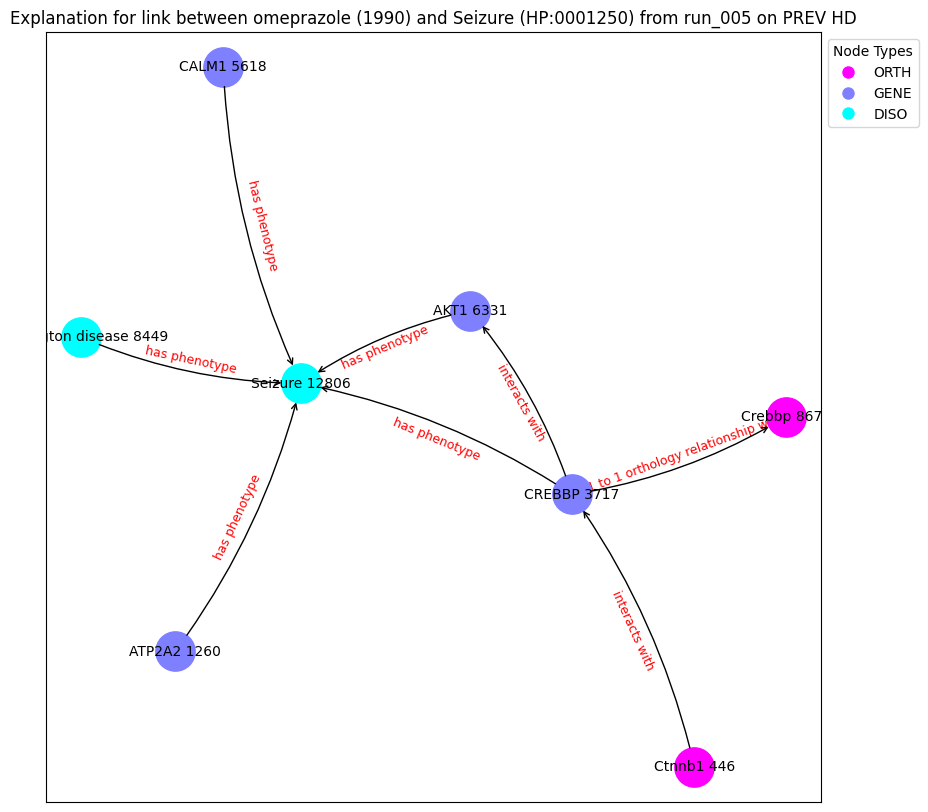 Explanation for link between omeprazole (1990) and Seizure (HP:0001250) from run_005 on PREV HD
Node Types
ORTH
GENE
DISO
CALM1 5618
has phenotype
AKT1 6331
gton disease 8449
has phenotype
has phenotype
Seizure 12806
interacts with
has phenotype
Crebbp 867
1 to 1 orthology relationship w
CREBBP 3717
has phenotype
interacts with
ATP2A2 1260
Ctnnb1 446